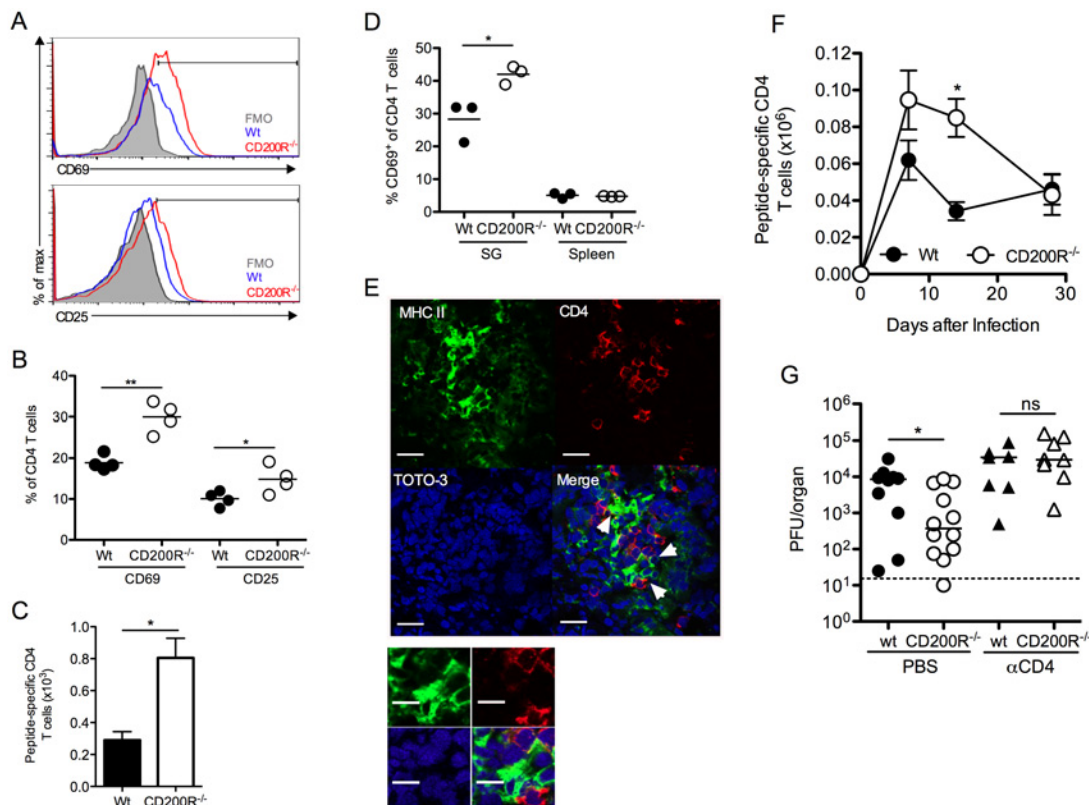 A
FMO
Wt
CD200R-/-
CD69
FMO
Wt
CD200R-/-
% of max
CD25
B
% of CD4 T cells
40
30
20
10
0
**
*
Wt CD200R-/- Wt CD200R-/-
CD69 CD25
C
Peptide-specific CD4
T cells (x10³)
1.0
0.8
0.6
0.4
0.2
0.0
*
Wt CD200R-/-
D
% CD69+ of CD4 T cells
50
40
30
20
10
0
*
Wt CD200R-/- Wt CD200R-/-
SG Spleen
E
MHC II CD4
TOTO-3 Merge
F
Peptide-specific CD4
T cells (x10⁶)
0.12
0.10
0.08
0.06
0.04
0.02
0.00
*
Wt CD200R-/-
0 10 20 30
Days after Infection
G
PFU/organ
10⁶
10⁵
10⁴
10³
10²
10¹
10⁰
* ns
wt CD200R-/- wt CD200R-/-
PBS αCD4